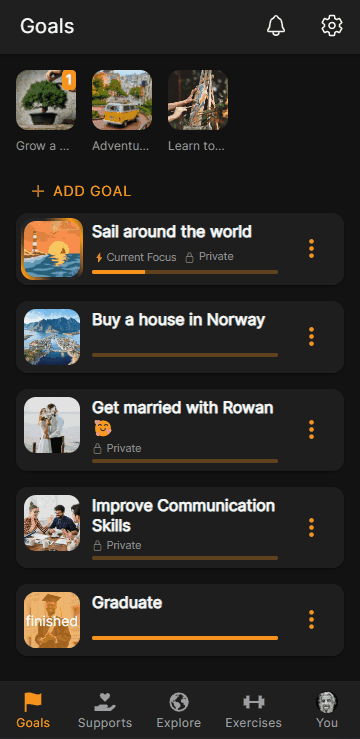 Goals
1
Grow a ...
Adventu...
Learn to...
+ ADD GOAL
Sail around the world
Current Focus
Private
Buy a house in Norway
Get married with Rowan
🥰
Private
Improve Communication
Skills
Private
finished
Graduate
Goals
Supports
Explore
Exercises
You